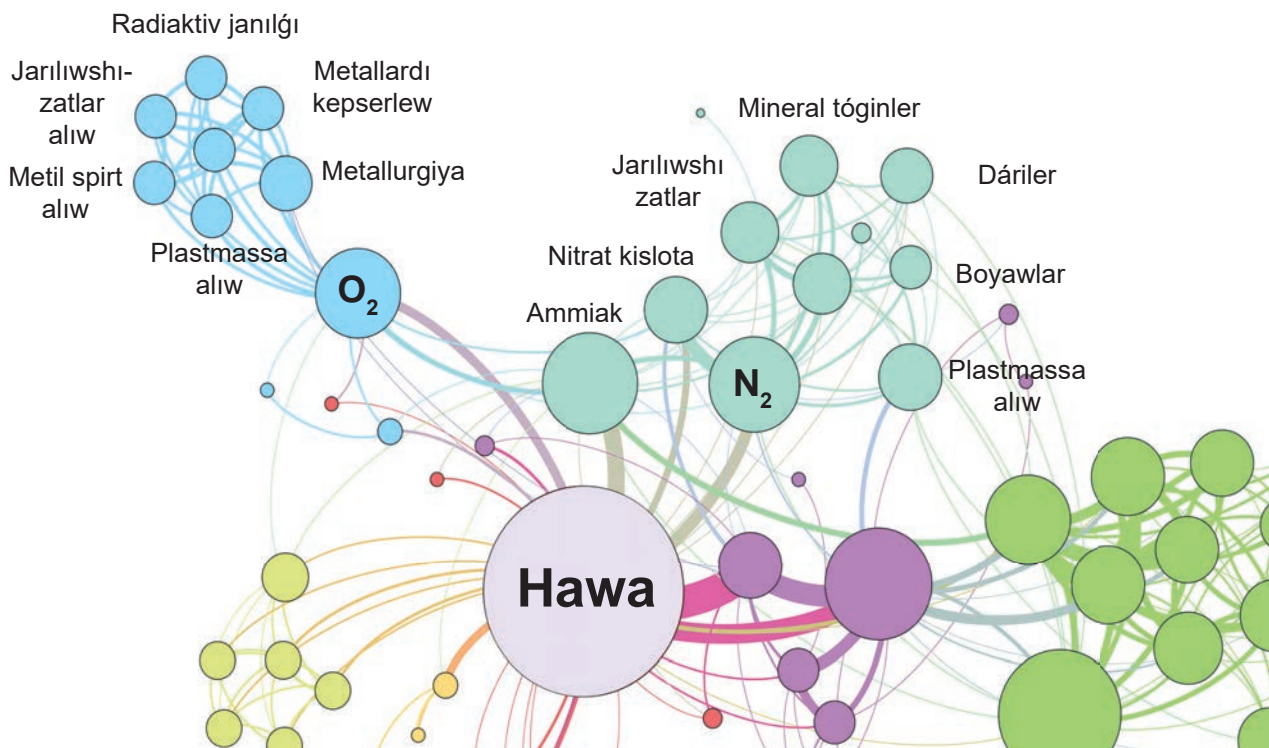 Radiaktiv janılǵı
Jarılıwshı-
zatlar
alıw
Metallardı
kepserlew
Metil spirt
alıw
Metallurgiya
Plastmassa
alıw
O₂
Mineral tóginler
Jarılıwshı
zatlar
Dáriler
Nitrat kislota
Boyawlar
Ammiak
N₂
Plastmassa
alıw
Hawa